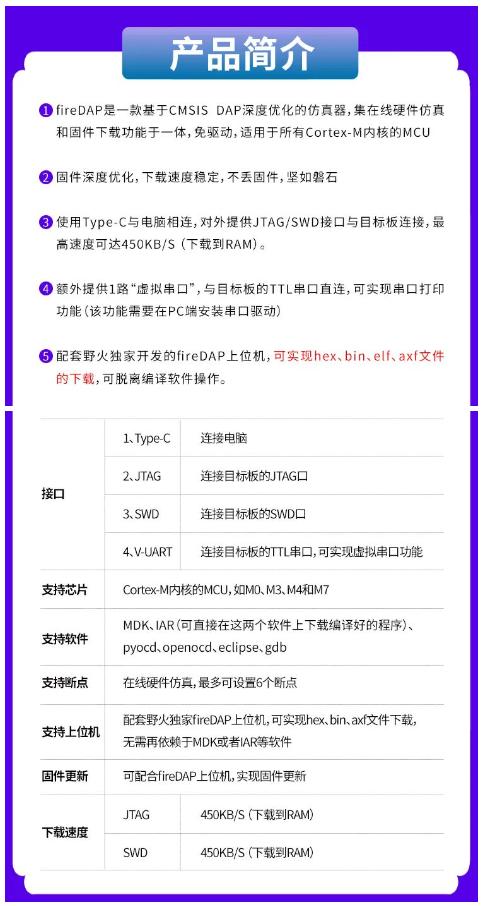 产品简介
1 fireDAP是一款基于CMSIS DAP深度优化的仿真器，集在线硬件仿真
和固件下载功能于一体，免驱动，适用于所有Cortex-M内核的MCU
2 固件深度优化，下载速度稳定，不丢固件，坚如磐石
3 使用Type-C与电脑相连，对外提供JTAG/SWD接口与目标板连接，最
高速度可达450KB/S（下载到RAM）。
4 额外提供1路“虚拟串口”，与目标板的TTL串口直连，可实现串口打印
功能（该功能需要在PC端安装串口驱动）
5 配套野火独家开发的fireDAP上位机，可实现hex、bin、elf、axf文件
的下载，可脱离编译软件操作。
接口
1、Type-C 连接电脑
2、JTAG 连接目标板的JTAG口
3、SWD 连接目标板的SWD口
4、V-UART 连接目标板的TTL串口，可实现虚拟串口功能
支持芯片 Cortex-M内核的MCU，如M0、M3、M4和M7
支持软件 MDK、IAR（可直接在这两个软件上下载编译好的程序）、
pyocd、openocd、eclipse、gdb
支持断点 在线硬件仿真，最多可设置6个断点
支持上位机 配套野火独家fireDAP上位机，可实现hex、bin、axf文件下载，
无需再依赖于MDK或者IAR等软件
固件更新 可配合fireDAP上位机，实现固件更新
下载速度
JTAG 450KB/S（下载到RAM）
SWD 450KB/S（下载到RAM）